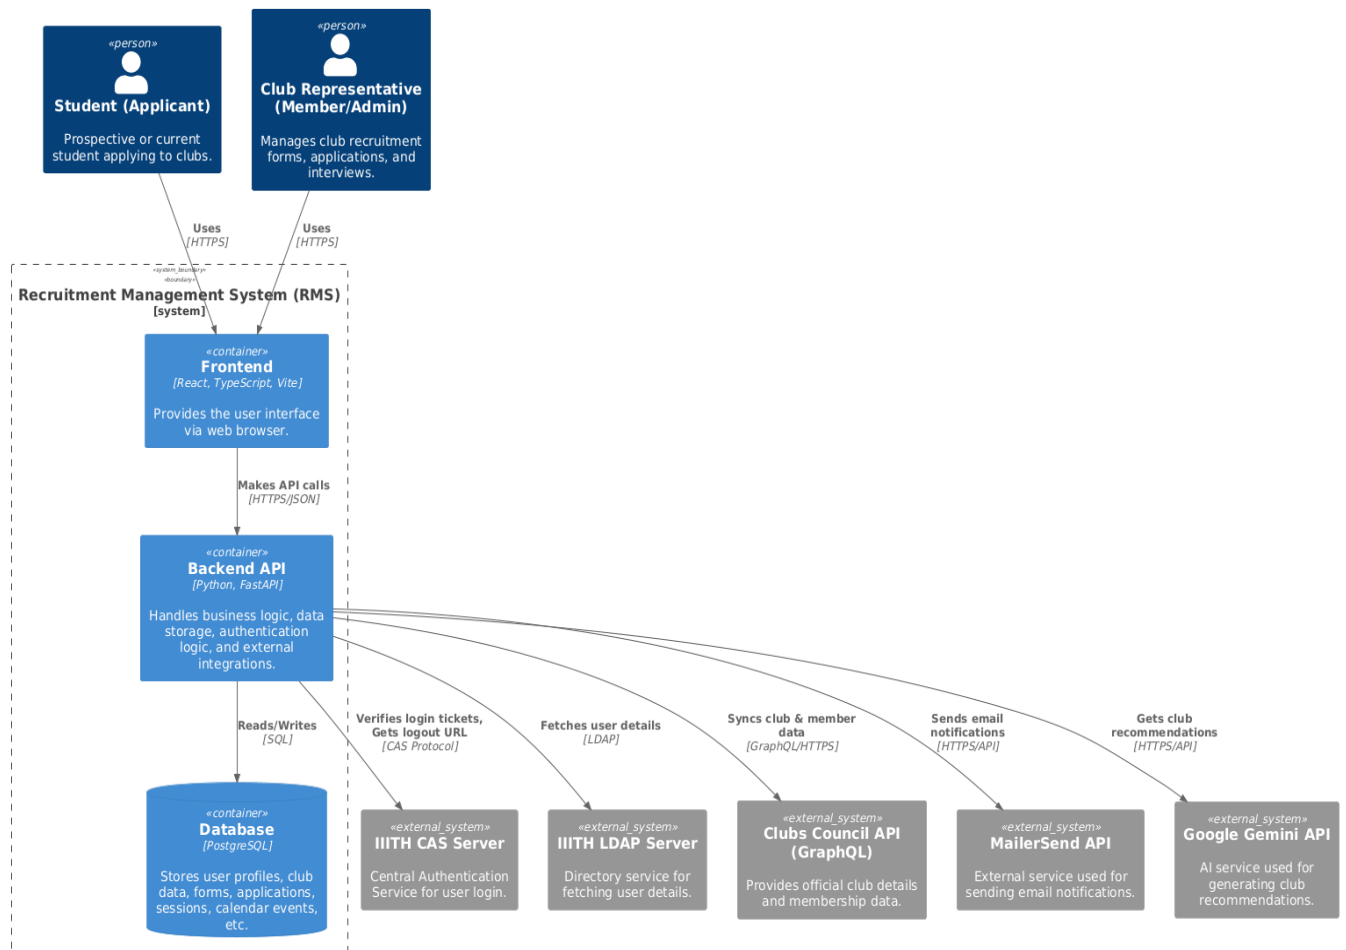 «person»
Student (Applicant)
Prospective or current
student applying to clubs.
«person»
Club Representative
(Member/Admin)
Manages club recruitment
forms, applications, and
interviews.
Uses
[HTTPS]
Uses
[HTTPS]
«system_boundary»
«boundary»
Recruitment Management System (RMS)
[system]
«container»
Frontend
[React, TypeScript, Vite]
Provides the user interface
via web browser.
Makes API calls
[HTTPS/JSON]
«container»
Backend API
[Python, FastAPI]
Handles business logic, data
storage, authentication
logic, and external
integrations.
Reads/Writes
[SQL]
Verifies login tickets,
Gets logout URL
[CAS Protocol]
Fetches user details
[LDAP]
Syncs club & member
data
[GraphQL/HTTPS]
Sends email
notifications
[HTTPS/API]
Gets club
recommendations
[HTTPS/API]
«container»
Database
[PostgreSQL]
Stores user profiles, club
data, forms, applications,
sessions, calendar events,
etc.
«external_system»
IIITH CAS Server
Central Authentication
Service for user login.
«external_system»
IIITH LDAP Server
Directory service for
fetching user details.
«external_system»
Clubs Council API
(GraphQL)
Provides official club details
and membership data.
«external_system»
MailerSend API
External service used for
sending email notifications.
«external_system»
Google Gemini API
AI service used for
generating club
recommendations.